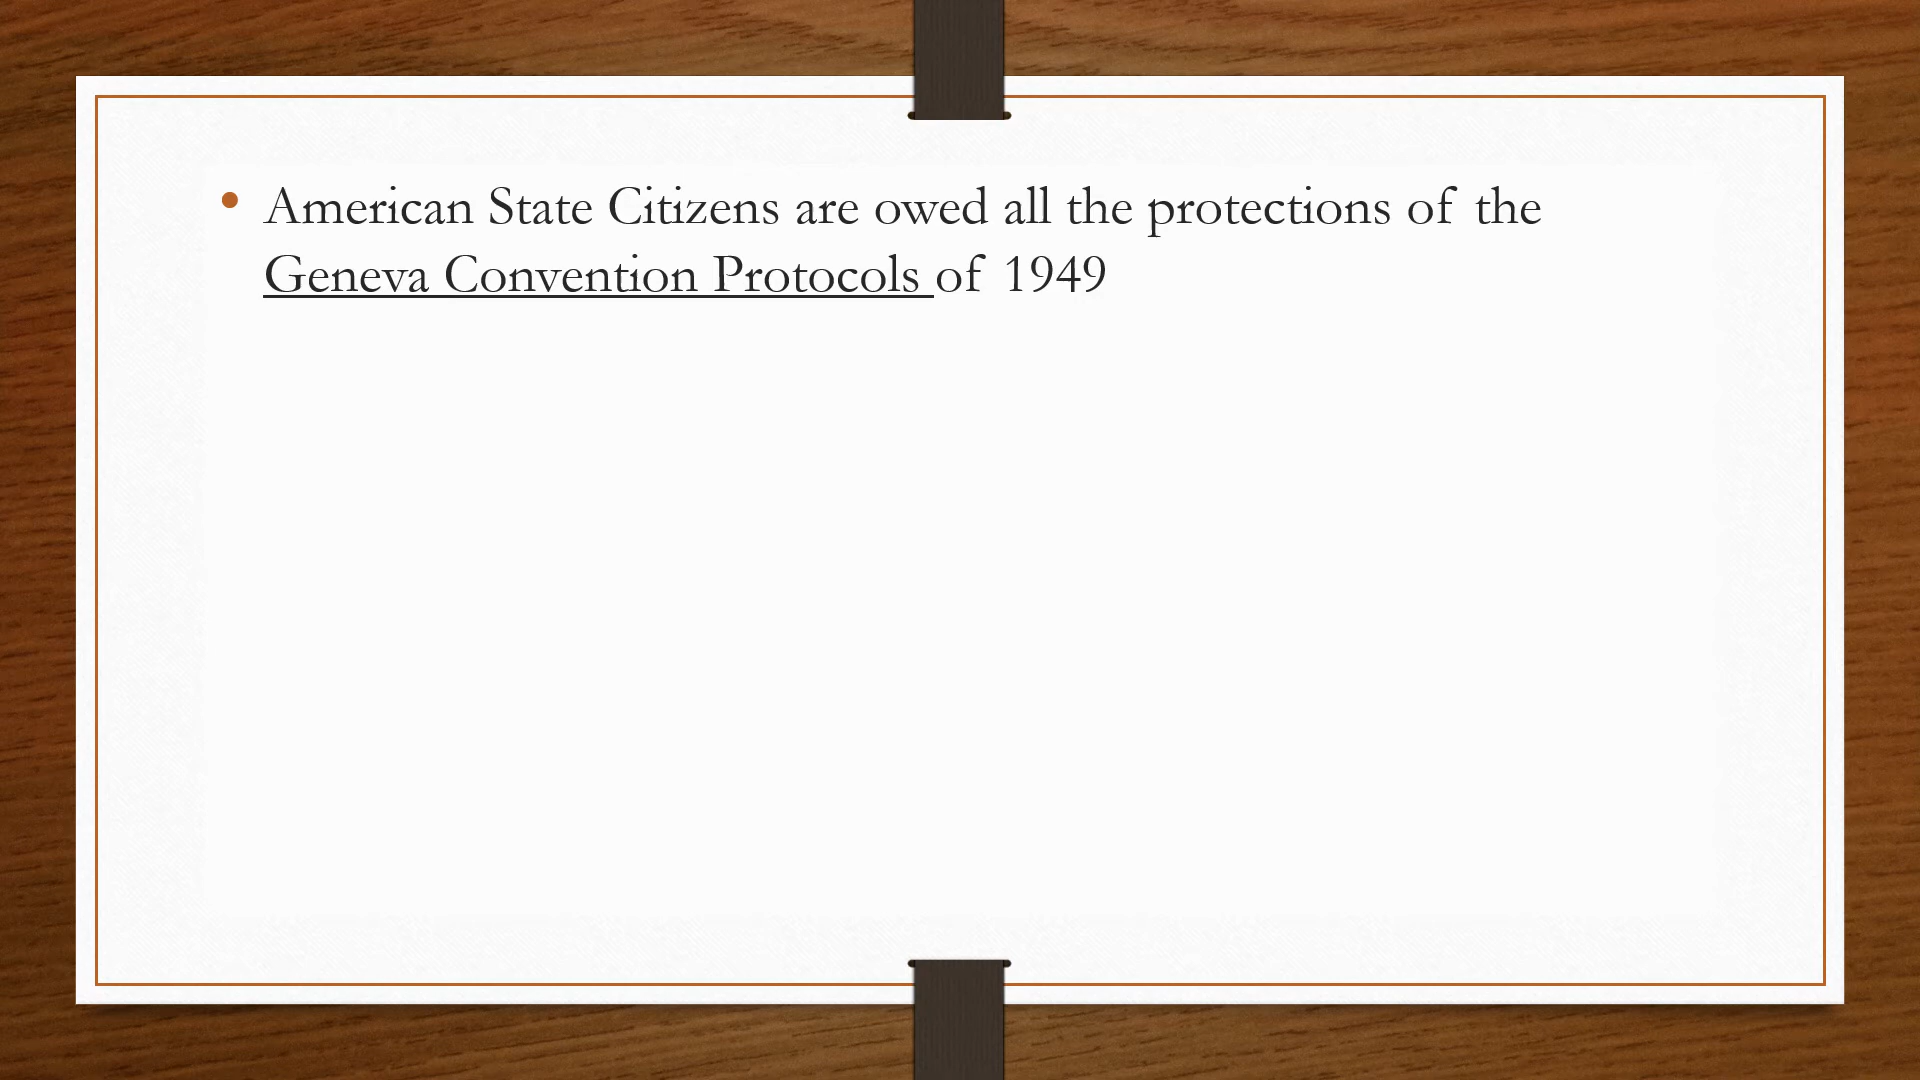 • American State Citizens are owed all the protections of the
Geneva Convention Protocols of 1949